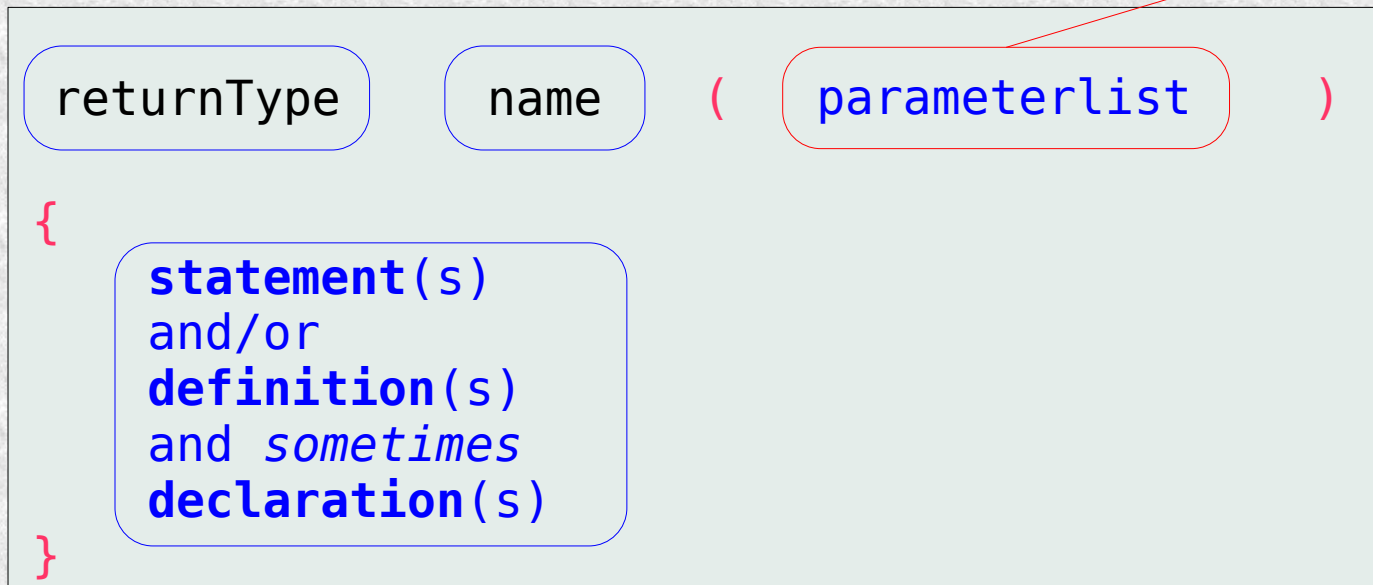 returnType name ( parameterlist )
{
statement(s)
and/or
definition(s)
and sometimes
declaration(s)
}